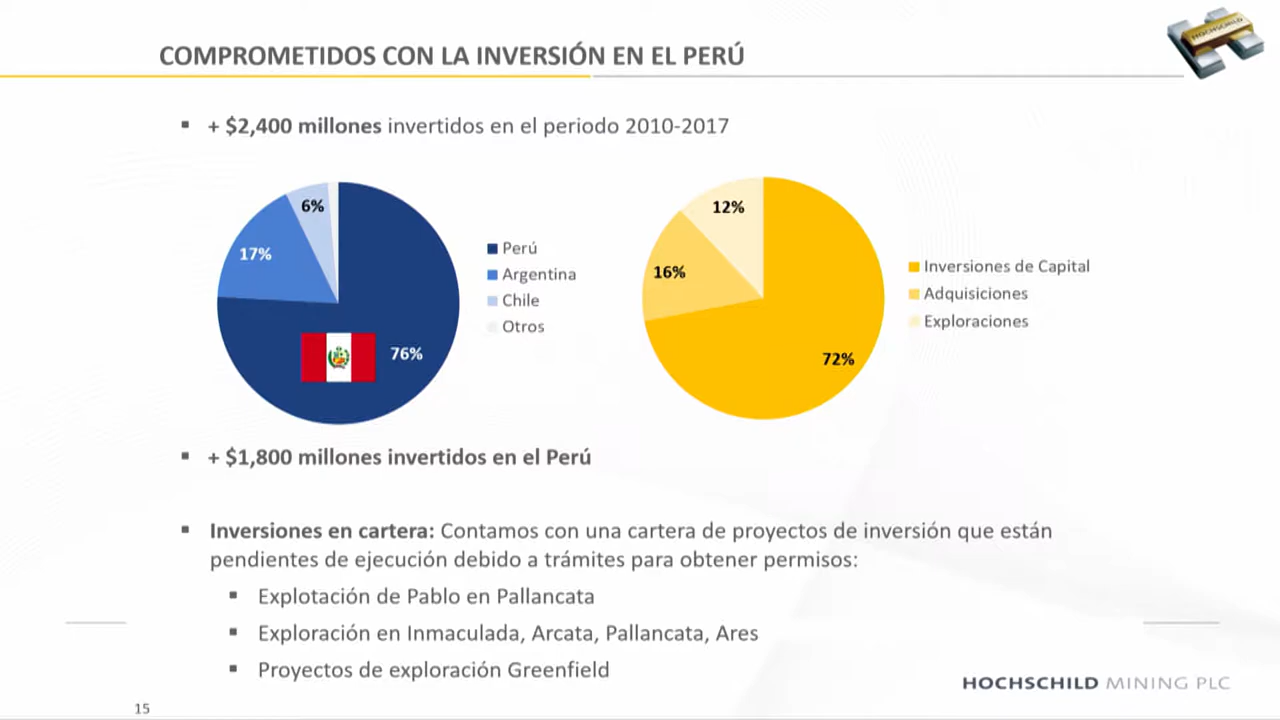 COMPROMETIDOS CON LA INVERSIÓN EN EL PERÚ
HOCHSCHILD
+ $2,400 millones invertidos en el periodo 2010-2017
6%
17%
76%
Perú
Argentina
Chile
Otros
12%
16%
72%
Inversiones de Capital
Adquisiciones
Exploraciones
+ $1,800 millones invertidos en el Perú
Inversiones en cartera: Contamos con una cartera de proyectos de inversión que están
pendientes de ejecución debido a trámites para obtener permisos:
Explotación de Pablo en Pallancata
Exploración en Inmaculada, Arcata, Pallancata, Ares
Proyectos de exploración Greenfield
HOCHSCHILD MINING PLC
15